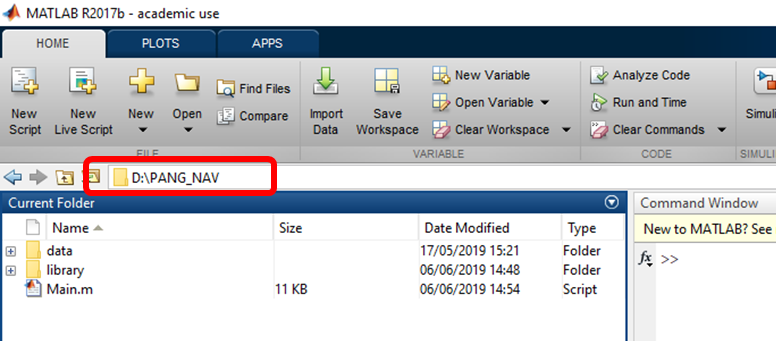 MATLAB R2017b - academic use
HOME PLOTS APPS
New Script
New Live Script
New
Open
Find Files
Compare
Import Data
Save Workspace
New Variable
Open Variable
Clear Workspace
Analyze Code
Run and Time
Clear Commands
FILE VARIABLE CODE
D:\PANG_NAV
Current Folder
Name Size Date Modified Type
data 17/05/2019 15:21 Folder
library 06/06/2019 14:48 Folder
Main.m 11 KB 06/06/2019 14:54 Script
Command Window
New to MATLAB? See
fx >>